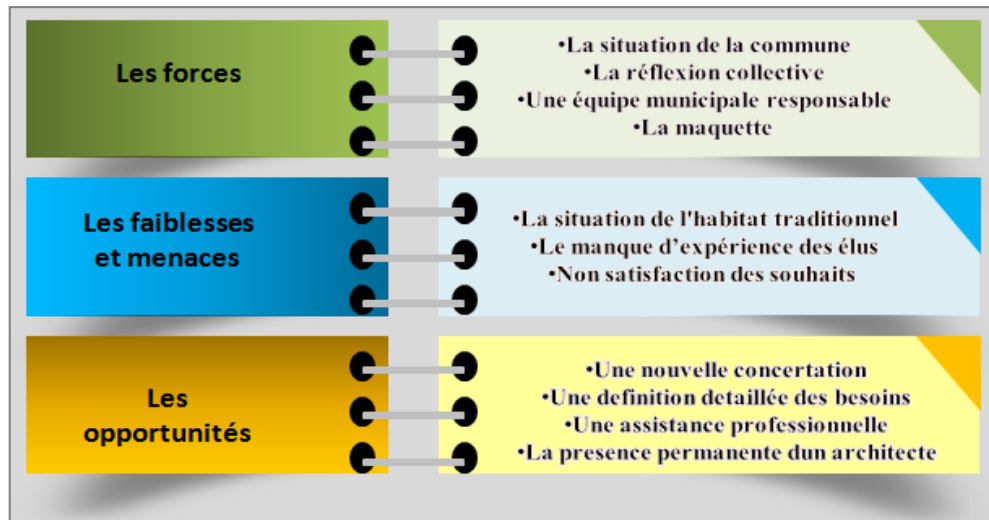 Les forces
•La situation de la commune
•La réflexion collective
•Une équipe municipale responsable
•La maquette
Les faiblesses
et menaces
•La situation de l'habitat traditionnel
•Le manque d’expérience des élus
•Non satisfaction des souhaits
Les
opportunités
•Une nouvelle concertation
•Une definition detaillée des besoins
•Une assistance professionnelle
•La presence permanente dun architecte